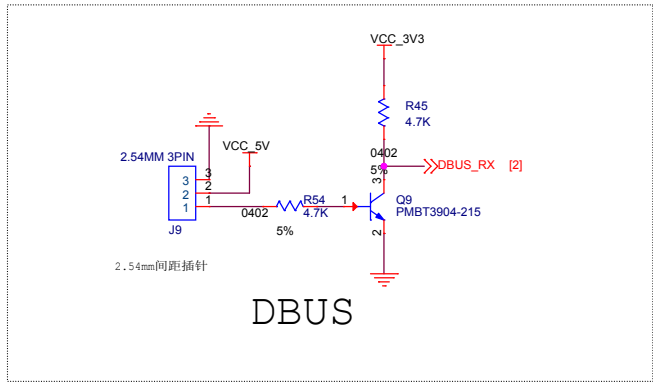 VCC_3V3
R45
4.7K
0402
5%
DBUS_RX [2]
2.54MM 3PIN
VCC_5V
3
2
1
3
2
1
J9
0402
R54
4.7K
5%
1
3
2
Q9
PMBT3904-215
2.54mm间距插针
DBUS